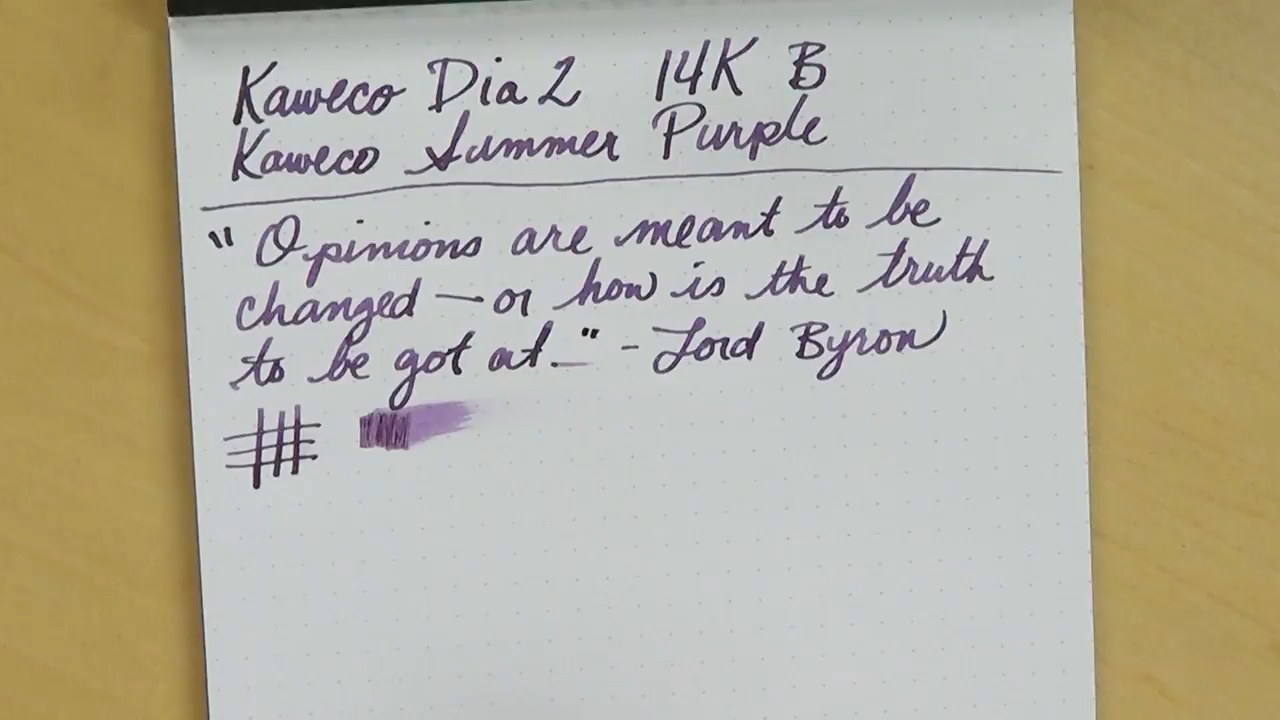 Kaweco Dia 2 14K B
Kaweco Summer Purple
"Opinions are meant to be
changed — or how is the truth
to be got at._" - Lord Byron